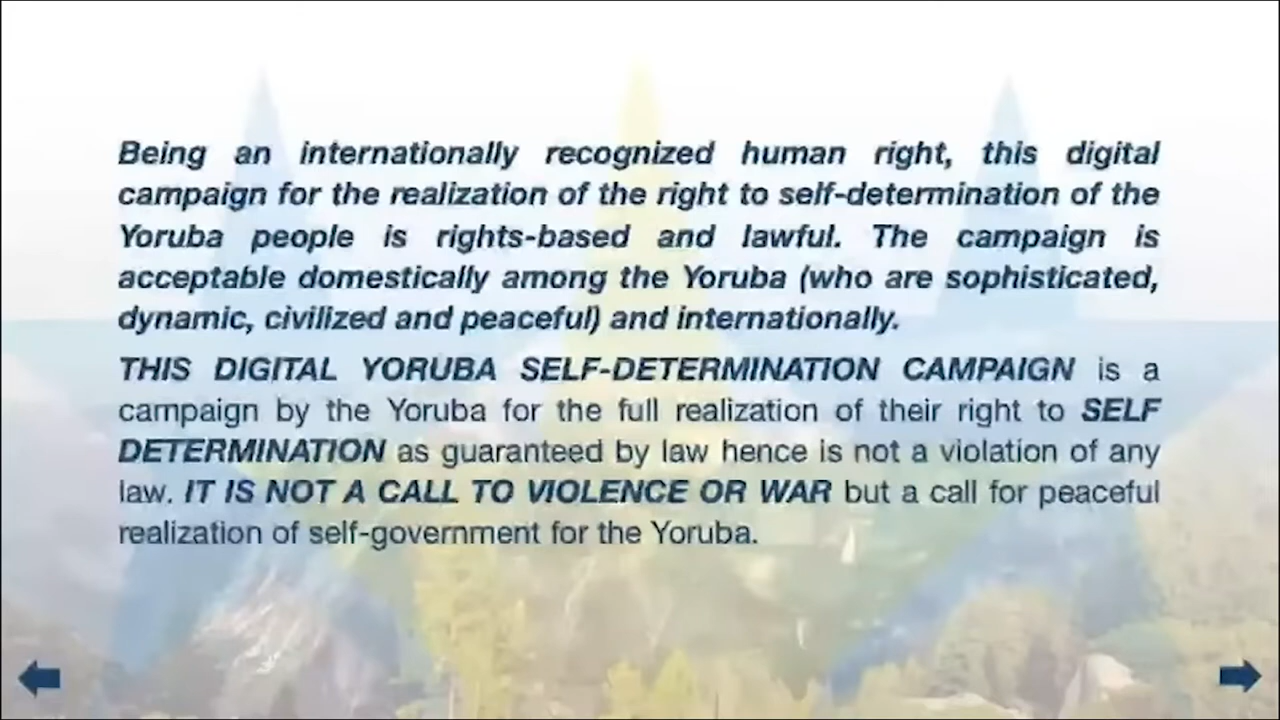 Being an internationally recognized human right, this digital
campaign for the realization of the right to self-determination of the
Yoruba people is rights-based and lawful. The campaign is
acceptable domestically among the Yoruba (who are sophisticated,
dynamic, civilized and peaceful) and internationally.
THIS DIGITAL YORUBA SELF-DETERMINATION CAMPAIGN is a
campaign by the Yoruba for the full realization of their right to SELF
DETERMINATION as guaranteed by law hence is not a violation of any
law. IT IS NOT A CALL TO VIOLENCE OR WAR but a call for peaceful
realization of self-government for the Yoruba.